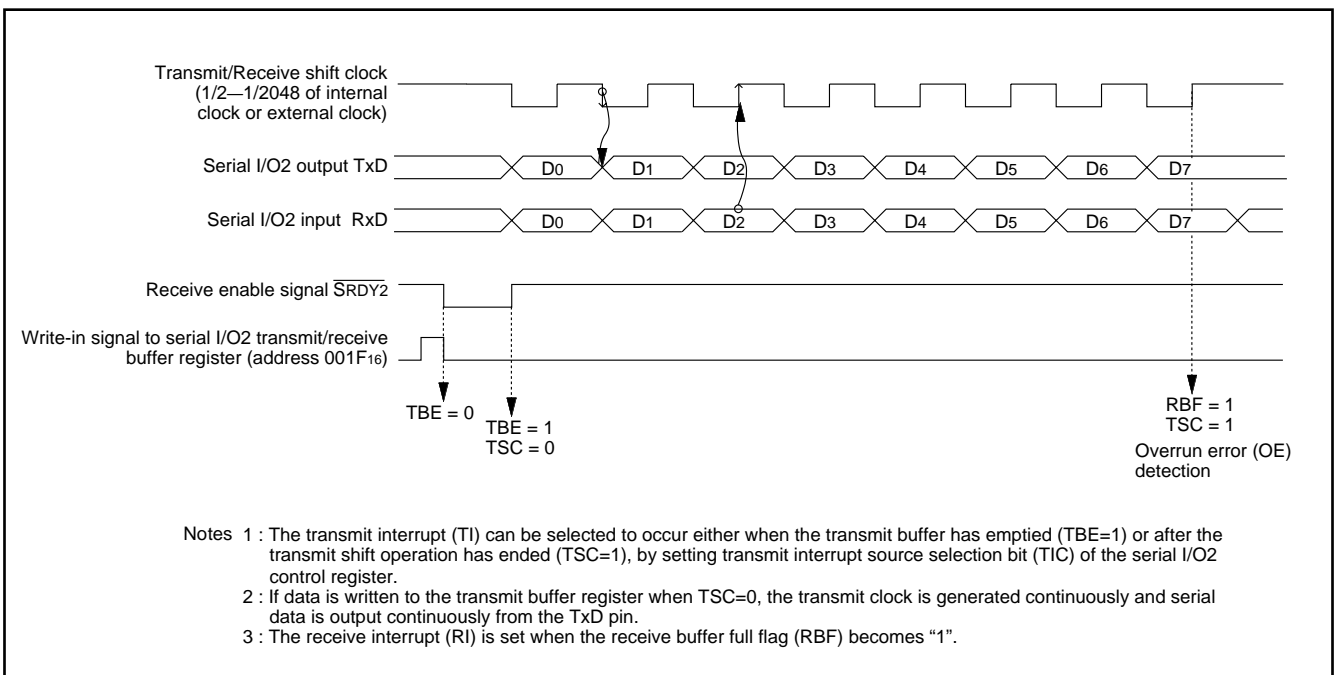 Transmit/Receive shift clock
(1/2—1/2048 of internal
clock or external clock)
Serial I/O2 output TxD
D0 D1 D2 D3 D4 D5 D6 D7
Serial I/O2 input RxD
D0 D1 D2 D3 D4 D5 D6 D7
Receive enable signal SRDY2
Write-in signal to serial I/O2 transmit/receive
buffer register (address 001F16)
TBE = 0
TBE = 1
TSC = 0
RBF = 1
TSC = 1
Overrun error (OE)
detection
Notes 1 : The transmit interrupt (TI) can be selected to occur either when the transmit buffer has emptied (TBE=1) or after the
transmit shift operation has ended (TSC=1), by setting transmit interrupt source selection bit (TIC) of the serial I/O2
control register.
2 : If data is written to the transmit buffer register when TSC=0, the transmit clock is generated continuously and serial
data is output continuously from the TxD pin.
3 : The receive interrupt (RI) is set when the receive buffer full flag (RBF) becomes “1”.